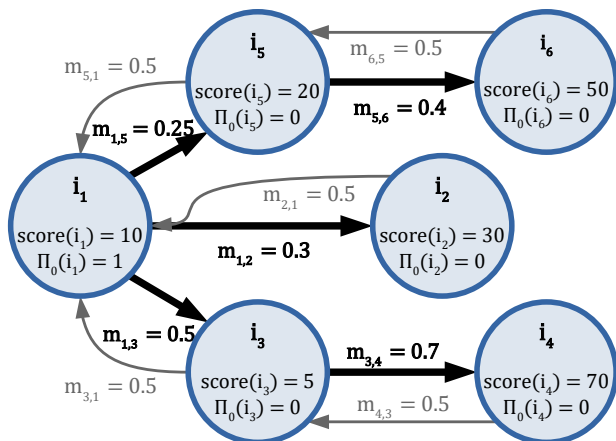 i₅
score(i₅) = 20
Π₀(i₅) = 0
m₆,₅ = 0.5
i₆
score(i₆) = 50
Π₀(i₆) = 0
m₅,₁ = 0.5
m₅,₆ = 0.4
m₁,₅ = 0.25
i₁
score(i₁) = 10
Π₀(i₁) = 1
m₂,₁ = 0.5
i₂
score(i₂) = 30
Π₀(i₂) = 0
m₁,₂ = 0.3
m₁,₃ = 0.5
m₃,₁ = 0.5
i₃
score(i₃) = 5
Π₀(i₃) = 0
m₃,₄ = 0.7
m₄,₃ = 0.5
i₄
score(i₄) = 70
Π₀(i₄) = 0